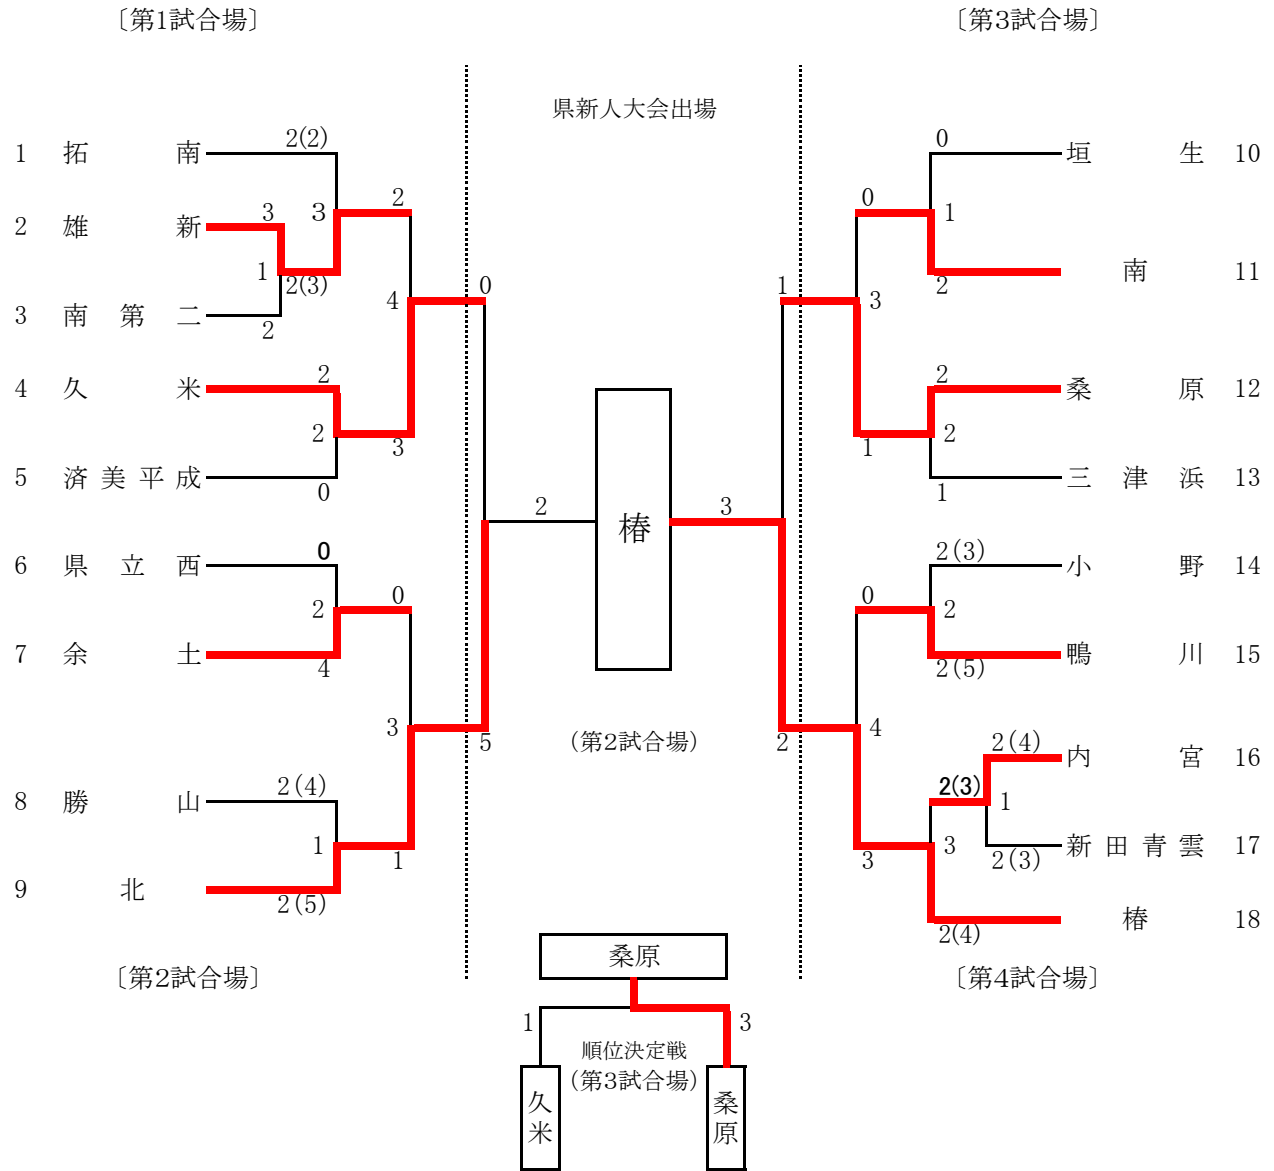 〔第1試合場〕
〔第3試合場〕
県新人大会出場
1 拓南 2(2)
0 垣生 10
2 雄新 3 3 2
0 1
1 2(3)
2 南 11
3 南第二 2
4 0
1 3
4 久米 2
2 桑原 12
2 3
1 2
5 済美平成 0
1 三津浜 13
2 椿 3
6 県立西 0
2(3) 小野 14
2 0
0 2
7 余土 4
2(5) 鴨川 15
3 5
(第2試合場)
2 4
2(4) 内宮 16
8 勝山 2(4)
2(3) 1
1 1
3 3
2(3) 新田青雲 17
9 北 2(5)
2(4) 椿 18
〔第2試合場〕
桑原
〔第4試合場〕
1 3
順位決定戦
(第3試合場)
久米
桑原